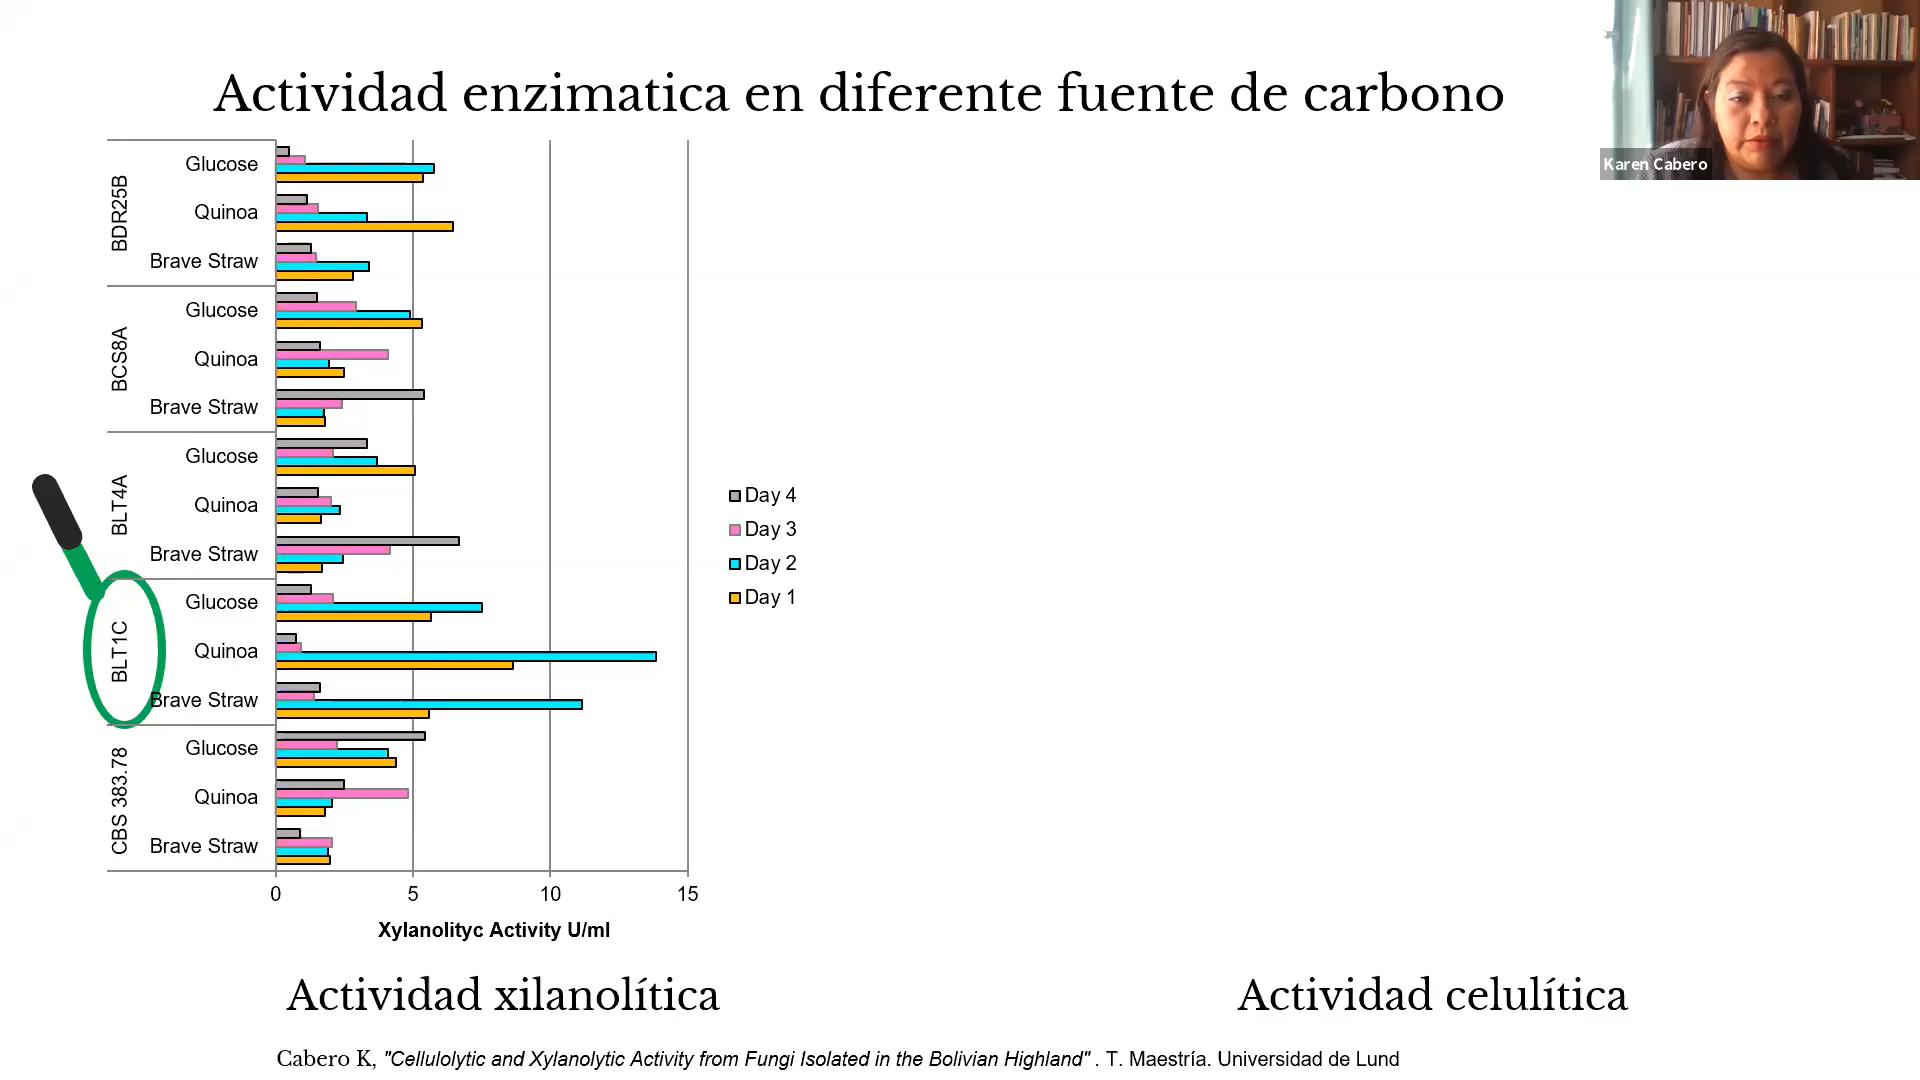 Actividad enzimatica en diferente fuente de carbono
Karen Cabero
BDR25B
Glucose
Quinoa
Brave Straw
BCS8A
Glucose
Quinoa
Brave Straw
BLT4A
Glucose
Quinoa
Brave Straw
BLT1C
Glucose
Quinoa
Brave Straw
CBS 383.78
Glucose
Quinoa
Brave Straw
0 5 10 15
Xylanolityc Activity U/ml
Day 4
Day 3
Day 2
Day 1
Actividad xilanolítica
Actividad celulítica
Cabero K, "Cellulolytic and Xylanolytic Activity from Fungi Isolated in the Bolivian Highland" . T. Maestría. Universidad de Lund